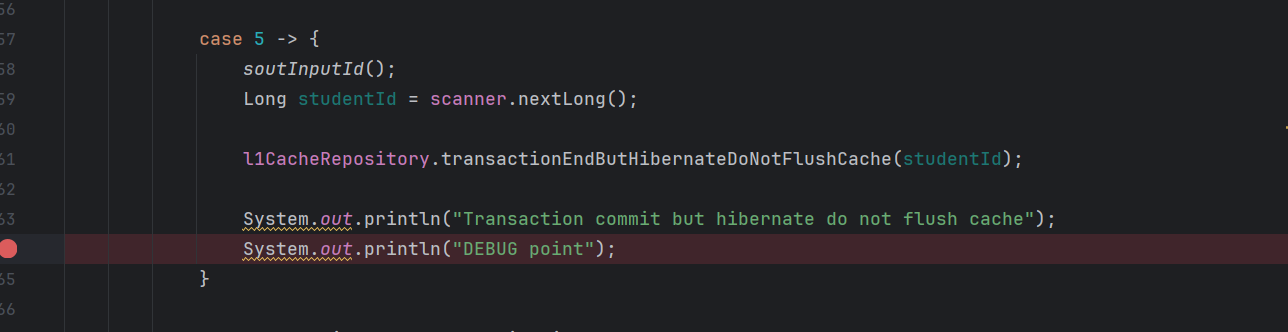 56
57 case 5 -> {
58 soutInputId();
59 Long studentId = scanner.nextLong();
60
61 l1CacheRepository.transactionEndButHibernateDoNotFlushCache(studentId);
62
63 System.out.println("Transaction commit but hibernate do not flush cache");
System.out.println("DEBUG point");
65 }
66